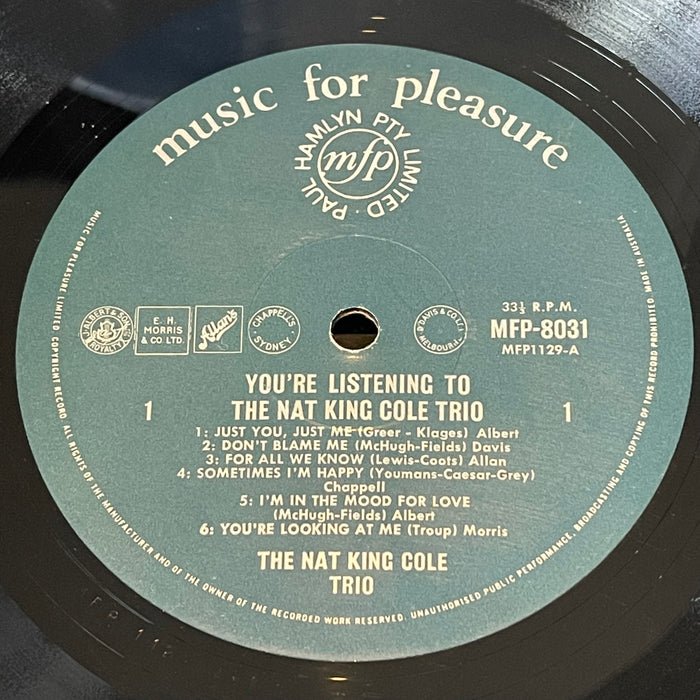 music for pleasure
PAUL HAMLYN PTY LIMITED ·
mfp
J. ALBERT & SON
ROYALTY
E. H.
MORRIS
& CO LTD.
Allan's
CHAPPELL'S
SYDNEY
DAVIS & CO.
MELBOURNE
33⅓ R.P.M.
MFP-8031
MFP1129-A
YOU'RE LISTENING TO
1 THE NAT KING COLE TRIO 1
1: JUST YOU, JUST ME (Greer - Klages) Albert
2: DON'T BLAME ME (McHugh-Fields) Davis
3: FOR ALL WE KNOW (Lewis-Coots) Allan
4: SOMETIMES I'M HAPPY (Youmans-Caesar-Grey)
Chappell
5: I'M IN THE MOOD FOR LOVE
(McHugh-Fields) Albert
6: YOU'RE LOOKING AT ME (Troup) Morris
THE NAT KING COLE
TRIO
MUSIC FOR PLEASURE LIMITED COPYRIGHT RECORD ALL RIGHTS OF THE MANUFACTURER AND OF THE OWNER OF THE RECORDED WORK RESERVED. UNAUTHORISED PUBLIC PERFORMANCE, BROADCASTING AND COPYING OF THIS RECORD PROHIBITED. MADE IN AUSTRALIA